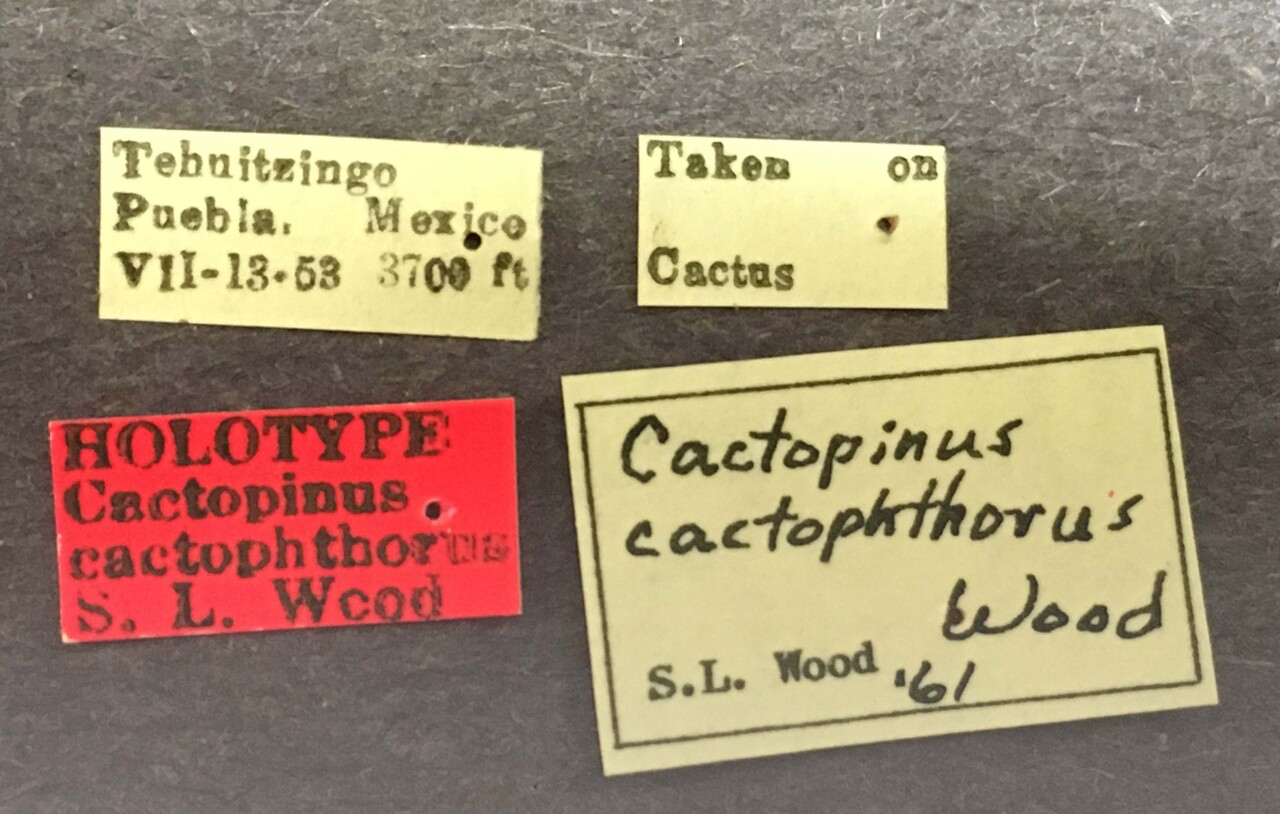 Tehuitzingo
Puebla. Mexico
VII-13-53 3700 ft
Taken on
Cactus
HOLOTYPE
Cactopinus
cactophthorus
S. L. Wood
Cactopinus
cactophthorus
Wood
S.L. Wood '61